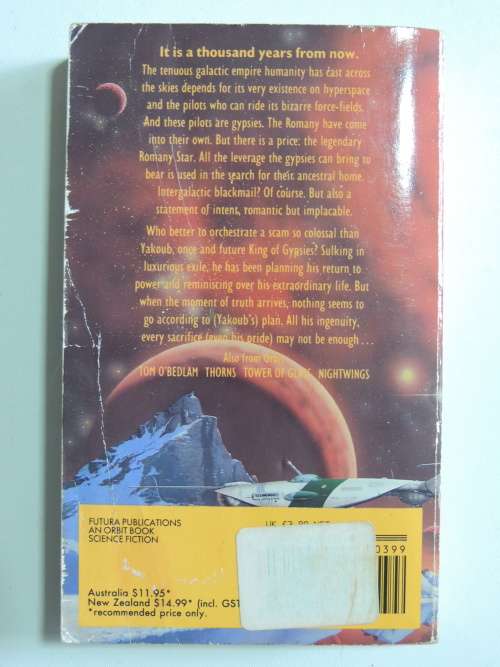 It is a thousand years from now.
The tenuous galactic empire humanity has cast across
the skies depends for its very existence on hyperspace
and the pilots who can ride its bizarre force-fields.
And these pilots are gypsies. The Romany have come
into their own. But there is a price: the legendary
Romany Star. All the leverage the gypsies can bring to
bear is used in the search for their ancestral home.
Intergalactic blackmail? Of course. But also a
statement of intent, romantic but implacable.
Who better to orchestrate a scam so colossal than
Yakoub, once and future King of Gypsies? Sulking in
luxurious exile, he has been planning his return to
power and reminiscing over his extraordinary life. But
when the moment of truth arrives, nothing seems to
go according to (Yakoub's) plan. All his ingenuity,
every sacrifice (even his pride) may not be enough ...
Also from Orbit
TOM O'BEDLAM THORNS TOWER OF GLASS NIGHTWINGS
FUTURA PUBLICATIONS
AN ORBIT BOOK
SCIENCE FICTION
UK £3.99 NET
0399
Australia $11.95*
New Zealand $14.99* (incl. GST
*recommended price only.